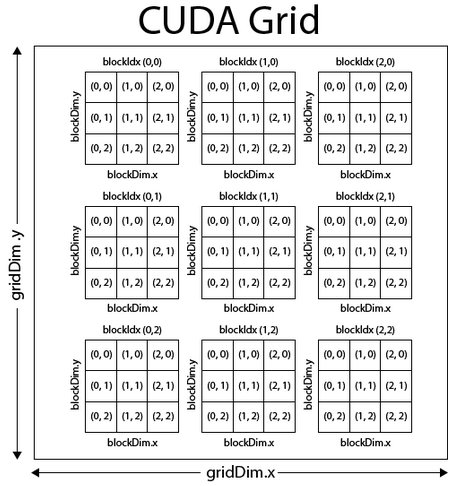 CUDA Grid
blockIdx (0,0) blockIdx (1,0) blockIdx (2,0)
blockDim.y (0, 0) (1, 0) (2, 0) blockDim.y (0, 0) (1, 0) (2, 0) blockDim.y (0, 0) (1, 0) (2, 0)
(0, 1) (1, 1) (2, 1) (0, 1) (1, 1) (2, 1) (0, 1) (1, 1) (2, 1)
(0, 2) (1, 2) (2, 2) (0, 2) (1, 2) (2, 2) (0, 2) (1, 2) (2, 2)
blockDim.x blockDim.x blockDim.x
blockIdx (0,1) blockIdx (1,1) blockIdx (2,1)
blockDim.y (0, 0) (1, 0) (2, 0) blockDim.y (0, 0) (1, 0) (2, 0) blockDim.y (0, 0) (1, 0) (2, 0)
(0, 1) (1, 1) (2, 1) (0, 1) (1, 1) (2, 1) (0, 1) (1, 1) (2, 1)
(0, 2) (1, 2) (2, 2) (0, 2) (1, 2) (2, 2) (0, 2) (1, 2) (2, 2)
blockDim.x blockDim.x blockDim.x
gridDim .y
blockIdx (0,2) blockIdx (1,2) blockIdx (2,2)
blockDim.y (0, 0) (1, 0) (2, 0) blockDim.y (0, 0) (1, 0) (2, 0) blockDim.y (0, 0) (1, 0) (2, 0)
(0, 1) (1, 1) (2, 1) (0, 1) (1, 1) (2, 1) (0, 1) (1, 1) (2, 1)
(0, 2) (1, 2) (2, 2) (0, 2) (1, 2) (2, 2) (0, 2) (1, 2) (2, 2)
blockDim.x blockDim.x blockDim.x
gridDim.x